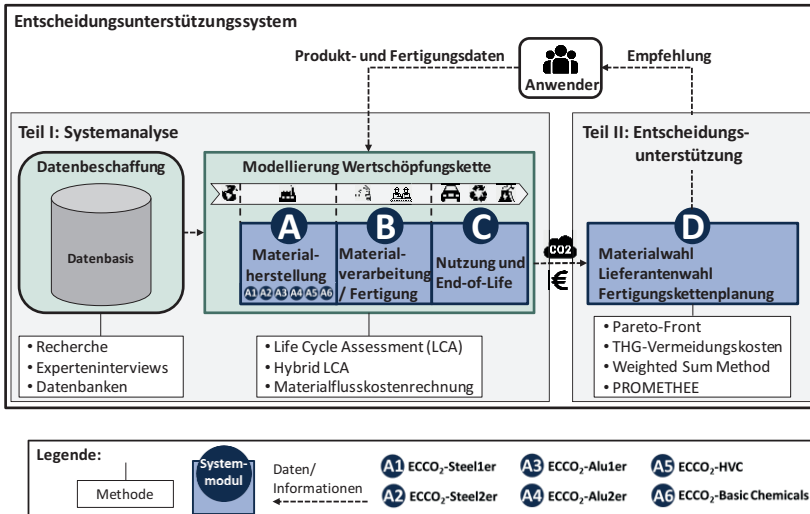 Entscheidungsunterstützungssystem
Produkt- und Fertigungsdaten
Anwender
Empfehlung
Teil I: Systemanalyse
Datenbeschaffung
Datenbasis
• Recherche
• Experteninterviews
• Datenbanken
Modellierung Wertschöpfungskette
A
Material-
herstellung
A1 A2 A3 A4 A5 A6
B
Material-
verarbeitung
/ Fertigung
C
Nutzung und
End-of-Life
• Life Cycle Assessment (LCA)
• Hybrid LCA
• Materialflusskostenrechnung
CO2
€
Teil II: Entscheidungs-
unterstützung
D
Materialwahl
Lieferantenwahl
Fertigungskettenplanung
• Pareto-Front
• THG-Vermeidungskosten
• Weighted Sum Method
• PROMETHEE
Legende:
Methode
System-
modul
Daten/
Informationen
A1 ECCO₂-Steel1er
A2 ECCO₂-Steel2er
A3 ECCO₂-Alu1er
A4 ECCO₂-Alu2er
A5 ECCO₂-HVC
A6 ECCO₂-Basic Chemicals